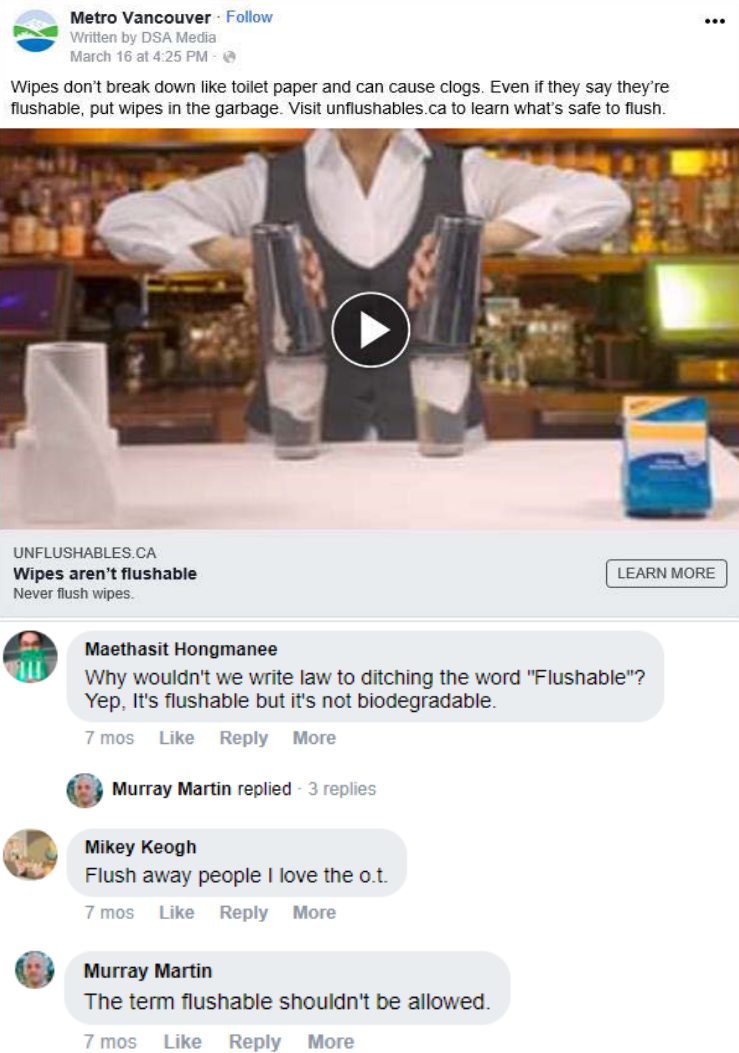 Metro Vancouver · Follow
Written by DSA Media
March 16 at 4:25 PM ·
Wipes don't break down like toilet paper and can cause clogs. Even if they say they're
flushable, put wipes in the garbage. Visit unflushables.ca to learn what's safe to flush.
UNFLUSHABLES.CA
Wipes aren't flushable
Never flush wipes.
LEARN MORE
Maethasit Hongmanee
Why wouldn't we write law to ditching the word "Flushable"?
Yep, It's flushable but it's not biodegradable.
7 mos Like Reply More
Murray Martin replied · 3 replies
Mikey Keogh
Flush away people I love the o.t.
7 mos Like Reply More
Murray Martin
The term flushable shouldn't be allowed.
7 mos Like Reply More